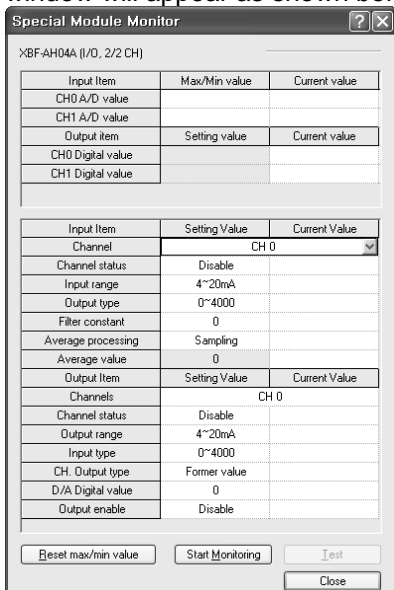 window will appear as shown bel
Special Module Monitor
XBF-AH04A (I/O, 2/2 CH)
Input Item Max/Min value Current value
CH0 A/D value
CH1 A/D value
Output item Setting value Current value
CH0 Digital value
CH1 Digital value
Input Item Setting Value Current Value
Channel CH 0
Channel status Disable
Input range 4~20mA
Output type 0~4000
Filter constant 0
Average processing Sampling
Average value 0
Output Item Setting Value Current Value
Channels CH 0
Channel status Disable
Output range 4~20mA
Input type 0~4000
CH. Output type Former value
D/A Digital value 0
Output enable Disable
Reset max/min value Start Monitoring Test
Close